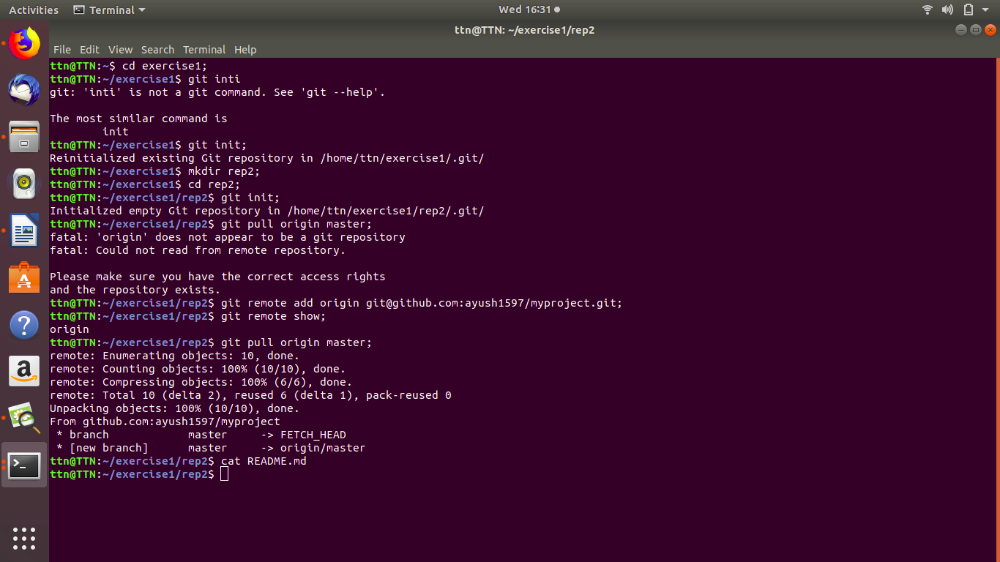 Activities Terminal Wed 16:31
ttn@TTN: ~/exercise1/rep2
File Edit View Search Terminal Help
ttn@TTN:~$ cd exercise1;
ttn@TTN:~/exercise1$ git inti
git: 'inti' is not a git command. See 'git --help'.
The most similar command is
init
ttn@TTN:~/exercise1$ git init;
Reinitialized existing Git repository in /home/ttn/exercise1/.git/
ttn@TTN:~/exercise1$ mkdir rep2;
ttn@TTN:~/exercise1$ cd rep2;
ttn@TTN:~/exercise1/rep2$ git init;
Initialized empty Git repository in /home/ttn/exercise1/rep2/.git/
ttn@TTN:~/exercise1/rep2$ git pull origin master;
fatal: 'origin' does not appear to be a git repository
fatal: Could not read from remote repository.
Please make sure you have the correct access rights
and the repository exists.
ttn@TTN:~/exercise1/rep2$ git remote add origin git@github.com:ayush1597/myproject.git;
ttn@TTN:~/exercise1/rep2$ git remote show;
origin
ttn@TTN:~/exercise1/rep2$ git pull origin master;
remote: Enumerating objects: 10, done.
remote: Counting objects: 100% (10/10), done.
remote: Compressing objects: 100% (6/6), done.
remote: Total 10 (delta 2), reused 6 (delta 1), pack-reused 0
Unpacking objects: 100% (10/10), done.
From github.com:ayush1597/myproject
 * branch            master     -> FETCH_HEAD
 * [new branch]      master     -> origin/master
ttn@TTN:~/exercise1/rep2$ cat README.md
ttn@TTN:~/exercise1/rep2$